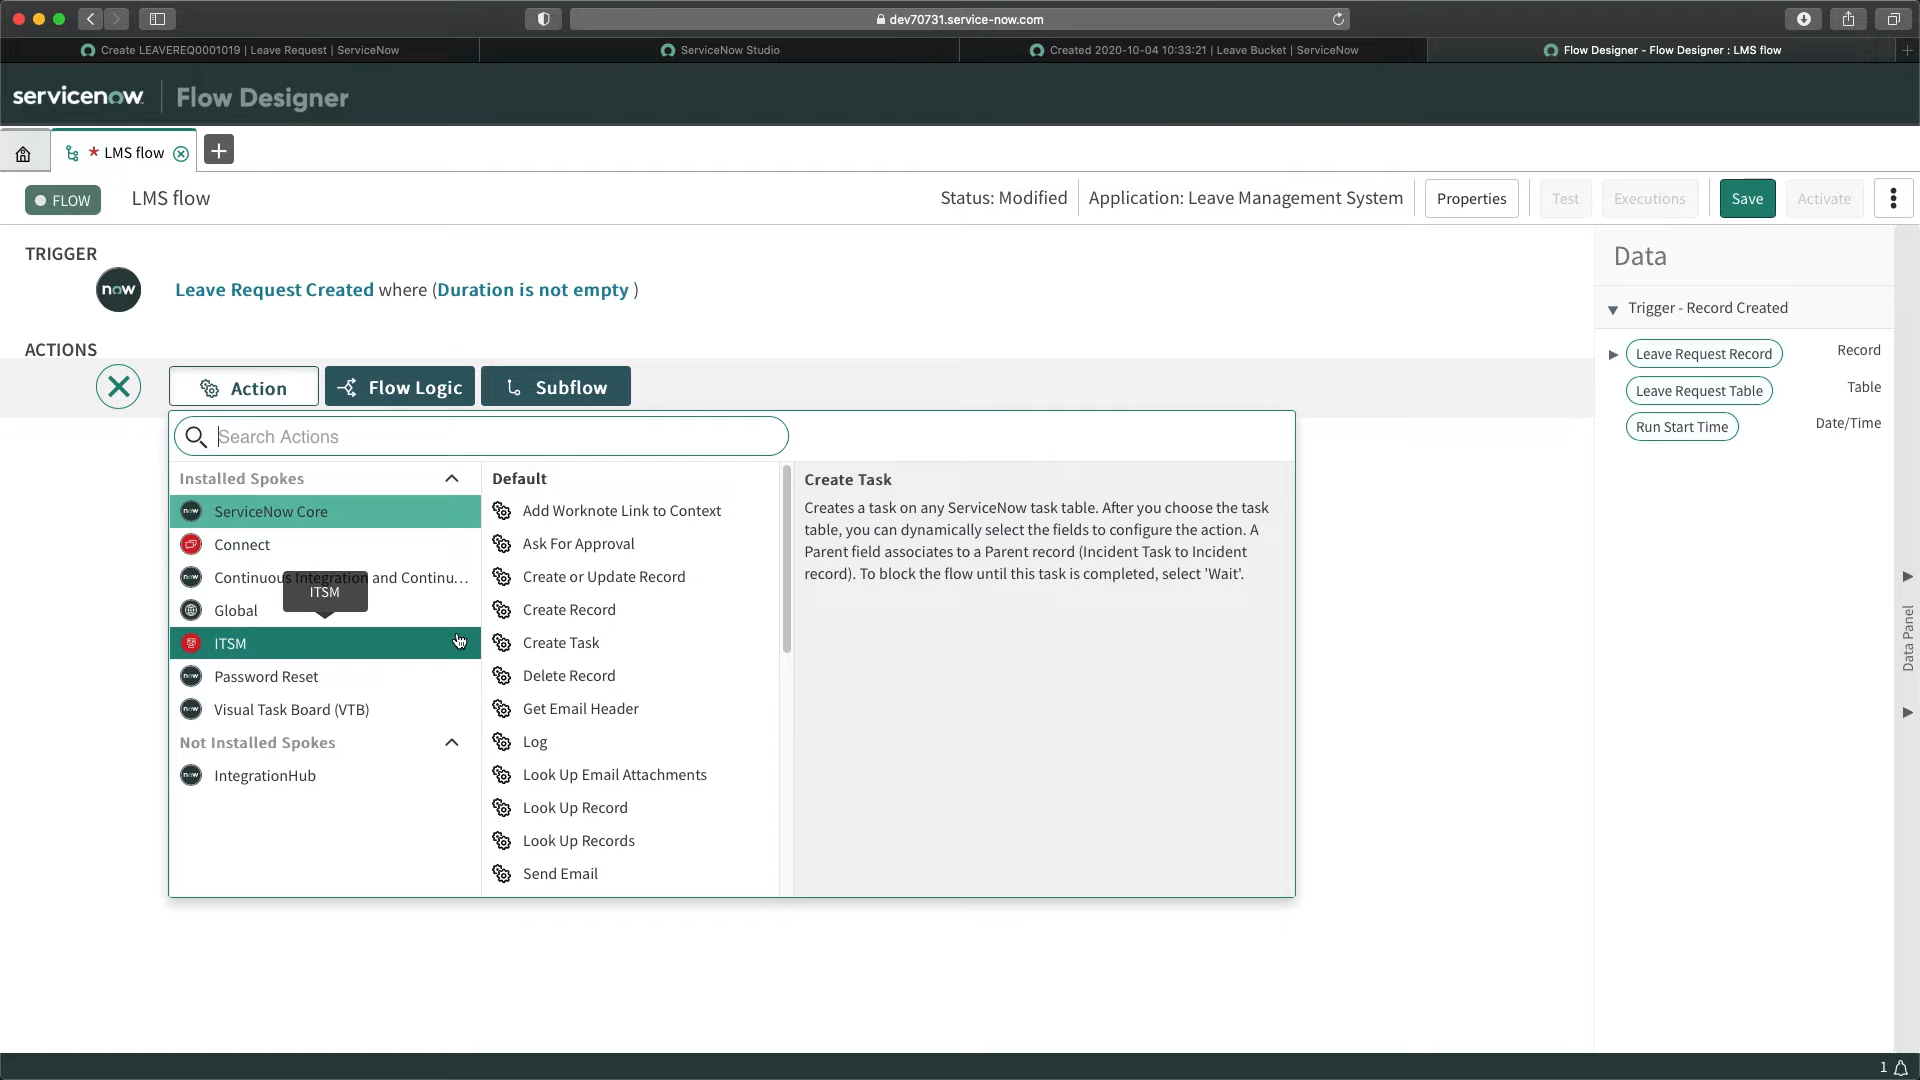 dev70731.service-now.com
Create LEAVEREQ0001019 | Leave Request | ServiceNow
ServiceNow Studio
Created 2020-10-04 10:33:21 | Leave Bucket | ServiceNow
Flow Designer - Flow Designer : LMS flow
servicenow
Flow Designer
* LMS flow
FLOW
LMS flow
Status: Modified
Application: Leave Management System
Properties
Test
Executions
Save
Activate
TRIGGER
now
Leave Request Created where (Duration is not empty )
ACTIONS
Action
Flow Logic
Subflow
Search Actions
Installed Spokes
now ServiceNow Core
Connect
now Continuous Integration and Continu...
ITSM
Global
ITSM
now Password Reset
now Visual Task Board (VTB)
Not Installed Spokes
now IntegrationHub
Default
Add Worknote Link to Context
Ask For Approval
Create or Update Record
Create Record
Create Task
Delete Record
Get Email Header
Log
Look Up Email Attachments
Look Up Record
Look Up Records
Send Email
Create Task
Creates a task on any ServiceNow task table. After you choose the task
table, you can dynamically select the fields to configure the action. A
Parent field associates to a Parent record (Incident Task to Incident
record). To block the flow until this task is completed, select 'Wait'.
Data
Trigger - Record Created
Leave Request Record Record
Leave Request Table Table
Run Start Time Date/Time
Data Panel
1